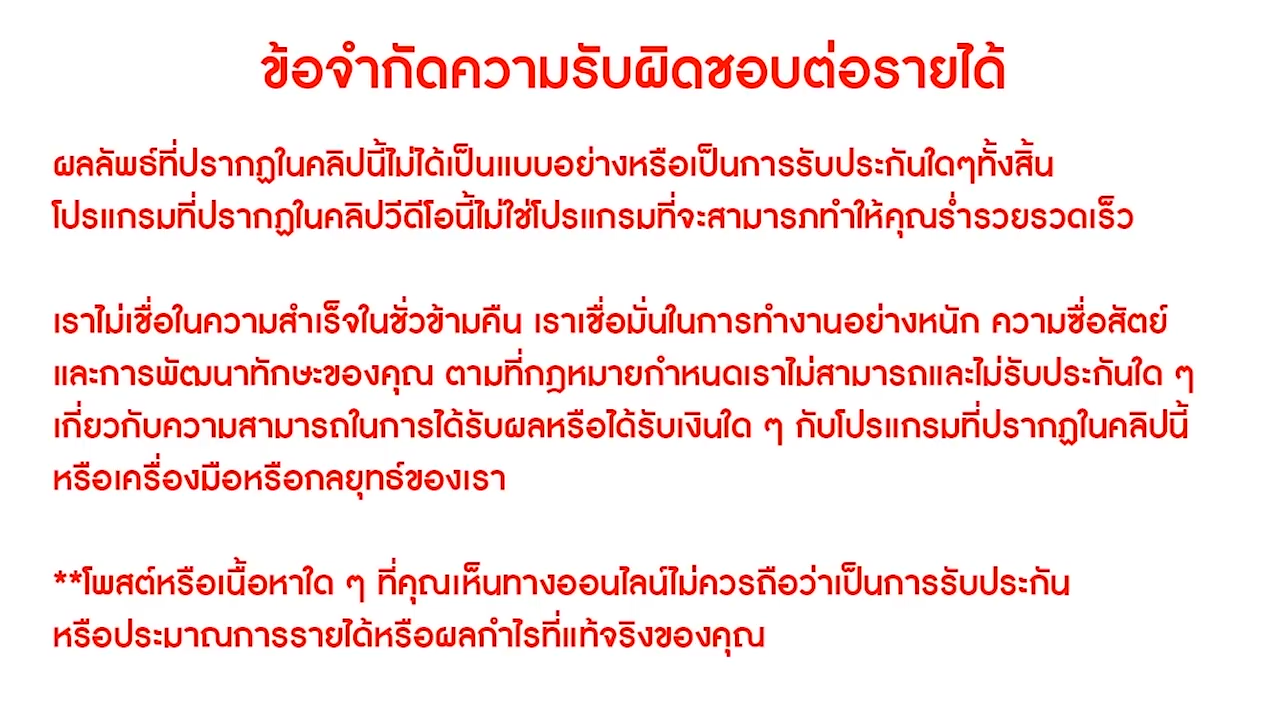 ข้อจำกัดความรับผิดชอบต่อรายได้
ผลลัพธ์ที่ปรากฏในคลิปนี้ไม่ได้เป็นแบบอย่างหรือเป็นการรับประกันใดๆทั้งสิ้น
โปรแกรมที่ปรากฏในคลิปวีดีโอนี้ไม่ใช่โปรแกรมที่จะสามารภทำให้คุณร่ำรวยรวดเร็ว
เราไม่เชื่อในความสำเร็จในชั่วข้ามคืน เราเชื่อมั่นในการทำงานอย่างหนัก ความซื่อสัตย์
และการพัฒนาทักษะของคุณ ตามที่กฎหมายกำหนดเราไม่สามารถและไม่รับประกันใด ๆ
เกี่ยวกับความสามารถในการได้รับผลหรือได้รับเงินใด ๆ กับโปรแกรมที่ปรากฏในคลิปนี้
หรือเครื่องมือหรือกลยุทธ์ของเรา
**โพสต์หรือเนื้อหาใด ๆ ที่คุณเห็นทางออนไลน์ไม่ควรถือว่าเป็นการรับประกัน
หรือประมาณการรายได้หรือผลกำไรที่แท้จริงของคุณ